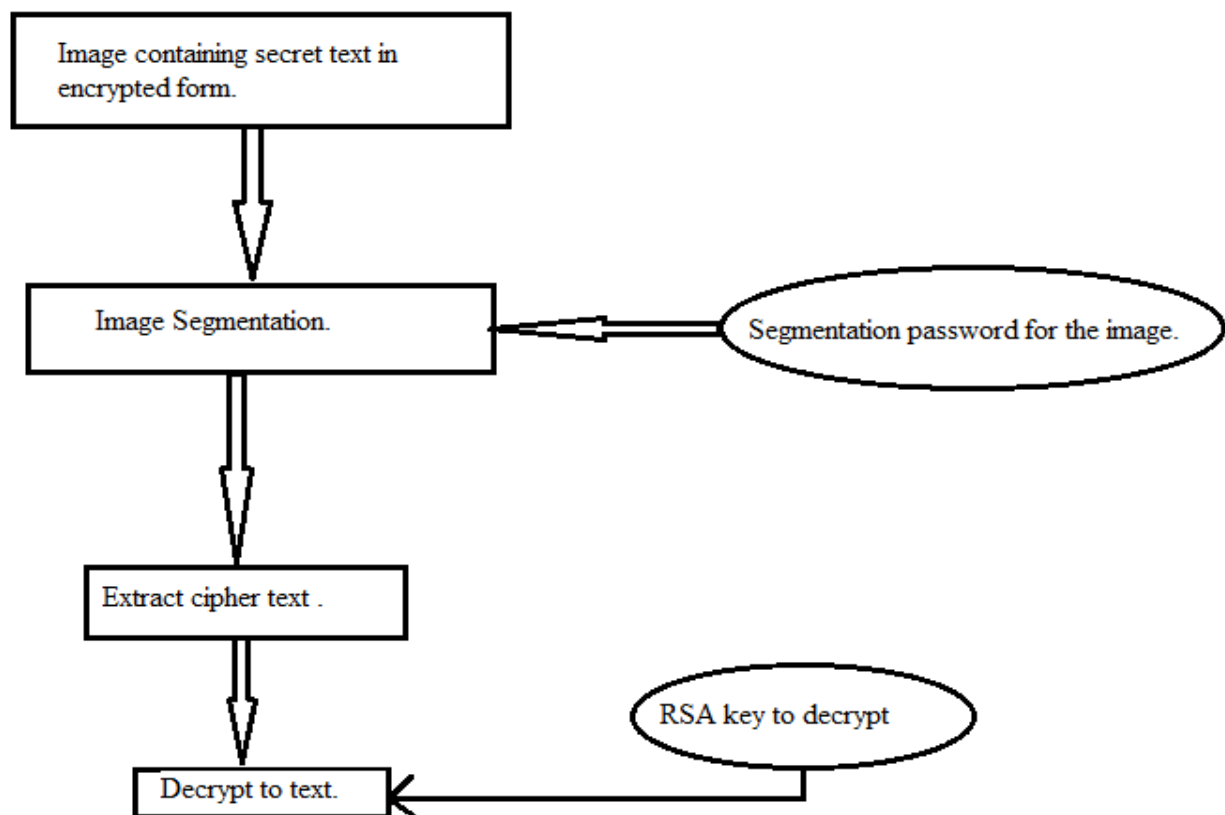 Image containing secret text in
encrypted form.
Image Segmentation.
Segmentation password for the image.
Extract cipher text .
RSA key to decrypt
Decrypt to text.